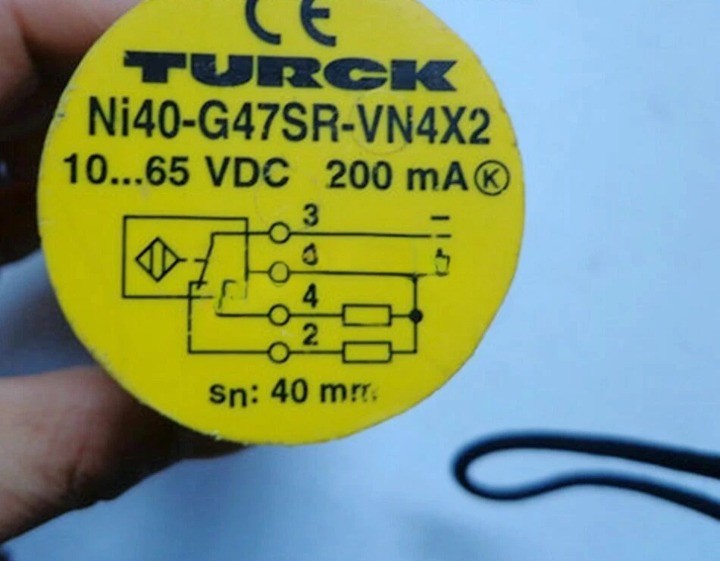 CE
TURCK
Ni40-G47SR-VN4X2
10...65 VDC 200 mA Ⓚ
3
−
4
2
sn: 40 mm